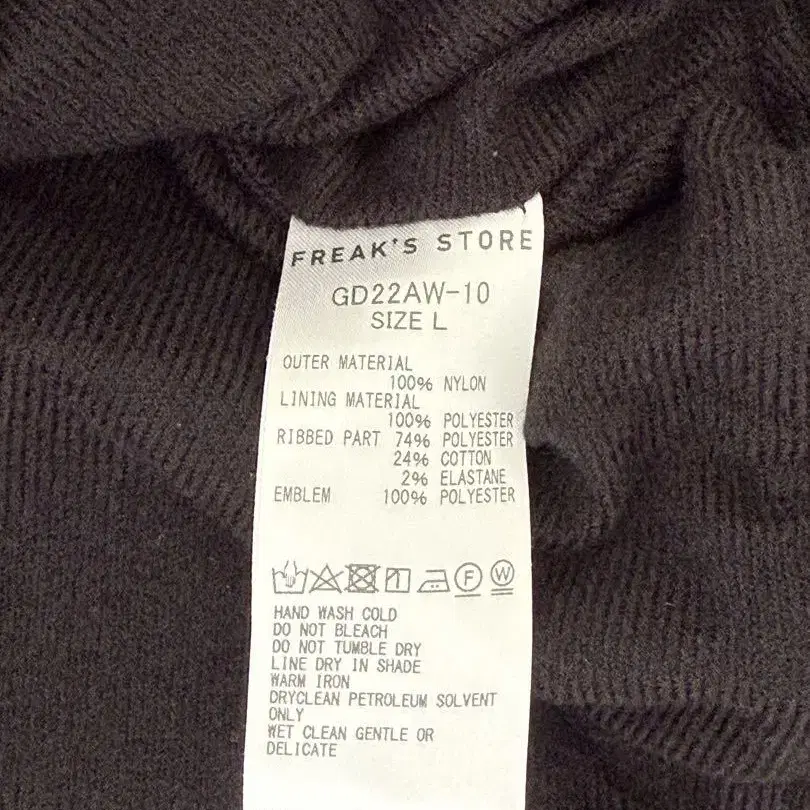 FREAK'S STORE
GD22AW-10
SIZE L
OUTER MATERIAL
100% NYLON
LINING MATERIAL
100% POLYESTER
RIBBED PART 74% POLYESTER
24% COTTON
2% ELASTANE
EMBLEM 100% POLYESTER
F W
HAND WASH COLD
DO NOT BLEACH
DO NOT TUMBLE DRY
LINE DRY IN SHADE
WARM IRON
DRYCLEAN PETROLEUM SOLVENT
ONLY
WET CLEAN GENTLE OR
DELICATE